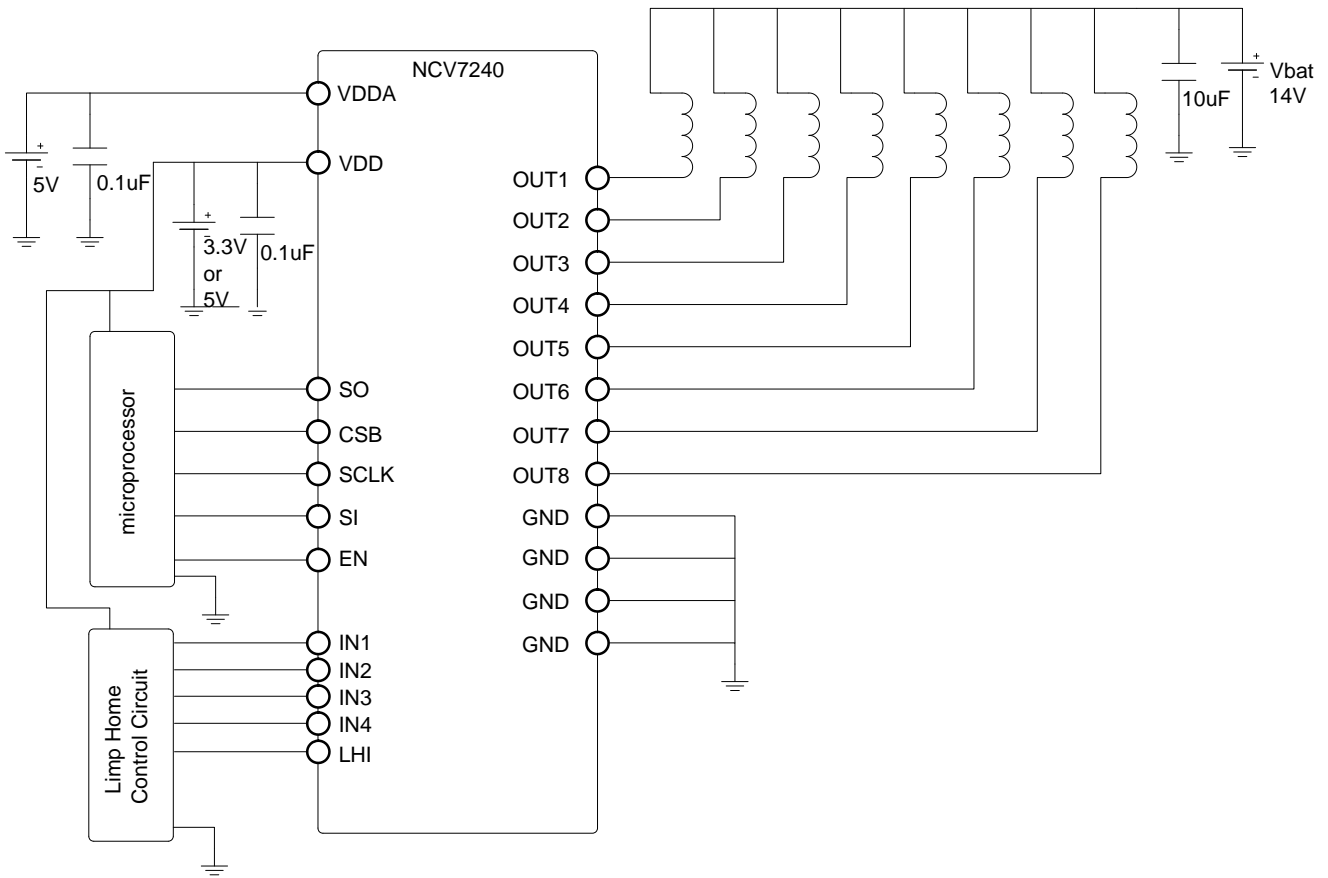 NCV7240
VDDA
VDD
5V
0.1uF
3.3V
or
5V
0.1uF
microprocessor
SO
CSB
SCLK
SI
EN
Limp Home
Control Circuit
IN1
IN2
IN3
IN4
LHI
OUT1
OUT2
OUT3
OUT4
OUT5
OUT6
OUT7
OUT8
GND
GND
GND
GND
10uF
Vbat
14V